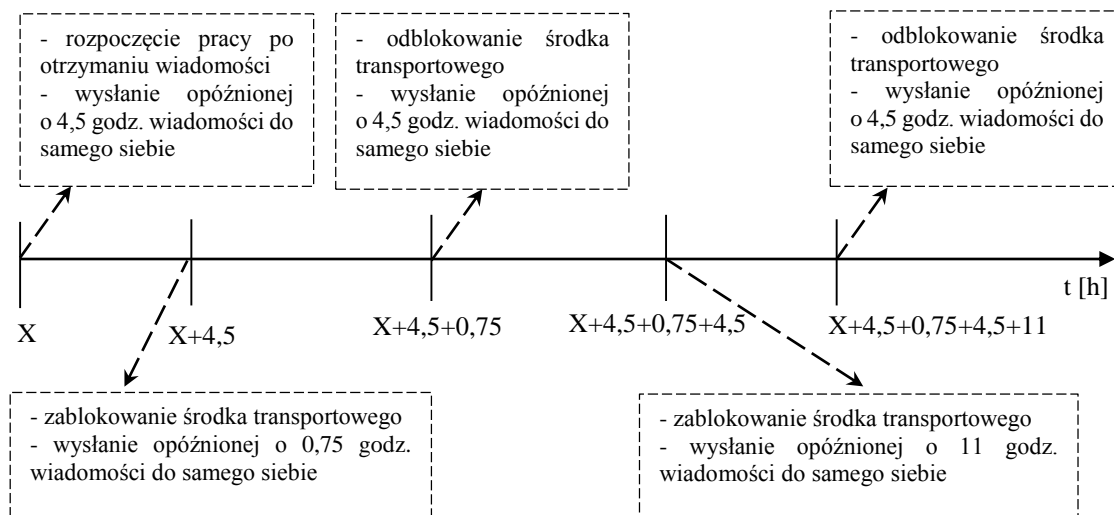 - rozpoczęcie pracy po
otrzymaniu wiadomości
- wysłanie opóźnionej
o 4,5 godz. wiadomości do
samego siebie
- odblokowanie środka
transportowego
- wysłanie opóźnionej
o 4,5 godz. wiadomości do
samego siebie
- odblokowanie środka
transportowego
- wysłanie opóźnionej
o 4,5 godz. wiadomości do
samego siebie
t [h]
X
X+4,5
X+4,5+0,75
X+4,5+0,75+4,5
X+4,5+0,75+4,5+11
- zablokowanie środka transportowego
- wysłanie opóźnionej o 0,75 godz.
wiadomości do samego siebie
- zablokowanie środka transportowego
- wysłanie opóźnionej o 11 godz.
wiadomości do samego siebie